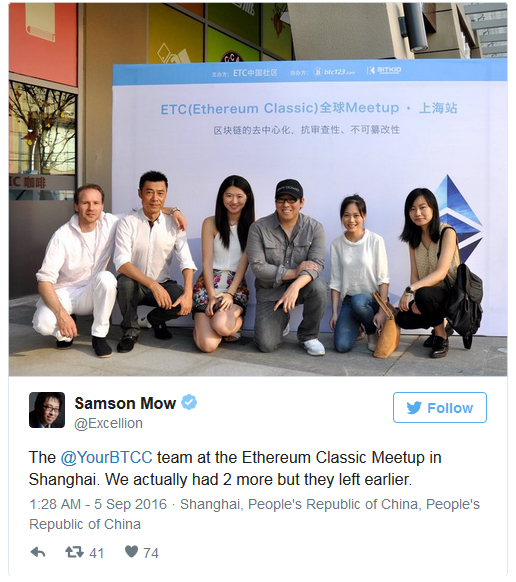 主办方: ETC中国社区 协办方: btc123.com BITKIO
ETC(Ethereum Classic)全球Meetup · 上海站
区块链的去中心化、抗审查性、不可篡改性
IC 咖啡
Samson Mow
@Excellion
Follow
The @YourBTCC team at the Ethereum Classic Meetup in
Shanghai. We actually had 2 more but they left earlier.
1:28 AM - 5 Sep 2016 · Shanghai, People's Republic of China, People's
Republic of China
41 74